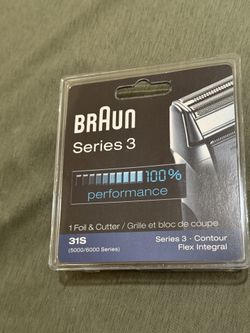 BRAUN
Series 3
100%
performance
1 Foil & Cutter / Grille et bloc de coupe
31S
(5000/6000 Series)
Series 3 · Contour
Flex Integral